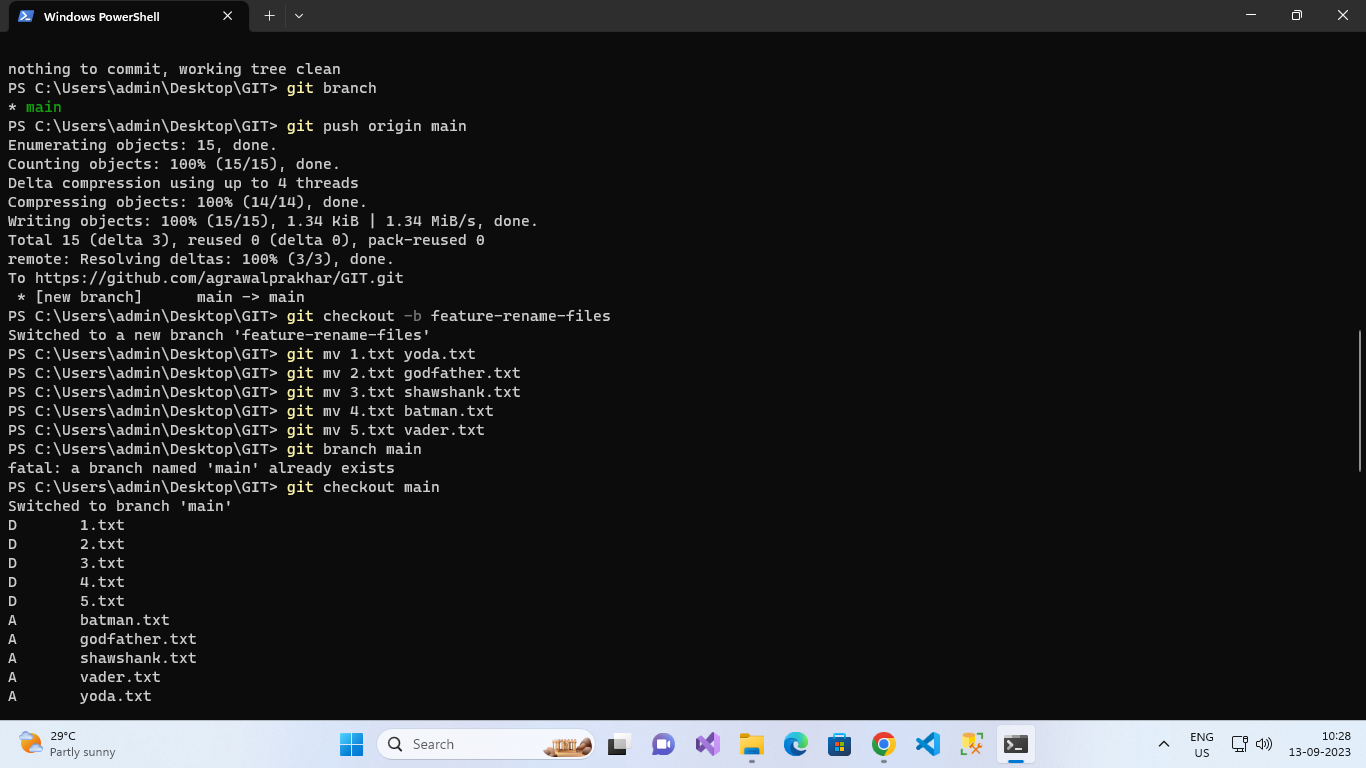 Windows PowerShell
nothing to commit, working tree clean
PS C:\Users\admin\Desktop\GIT> git branch
* main
PS C:\Users\admin\Desktop\GIT> git push origin main
Enumerating objects: 15, done.
Counting objects: 100% (15/15), done.
Delta compression using up to 4 threads
Compressing objects: 100% (14/14), done.
Writing objects: 100% (15/15), 1.34 KiB | 1.34 MiB/s, done.
Total 15 (delta 3), reused 0 (delta 0), pack-reused 0
remote: Resolving deltas: 100% (3/3), done.
To https://github.com/agrawalprakhar/GIT.git
 * [new branch]      main -> main
PS C:\Users\admin\Desktop\GIT> git checkout -b feature-rename-files
Switched to a new branch 'feature-rename-files'
PS C:\Users\admin\Desktop\GIT> git mv 1.txt yoda.txt
PS C:\Users\admin\Desktop\GIT> git mv 2.txt godfather.txt
PS C:\Users\admin\Desktop\GIT> git mv 3.txt shawshank.txt
PS C:\Users\admin\Desktop\GIT> git mv 4.txt batman.txt
PS C:\Users\admin\Desktop\GIT> git mv 5.txt vader.txt
PS C:\Users\admin\Desktop\GIT> git branch main
fatal: a branch named 'main' already exists
PS C:\Users\admin\Desktop\GIT> git checkout main
Switched to branch 'main'
D       1.txt
D       2.txt
D       3.txt
D       4.txt
D       5.txt
A       batman.txt
A       godfather.txt
A       shawshank.txt
A       vader.txt
A       yoda.txt
29°C
Partly sunny
Search
ENG
US
10:28
13-09-2023